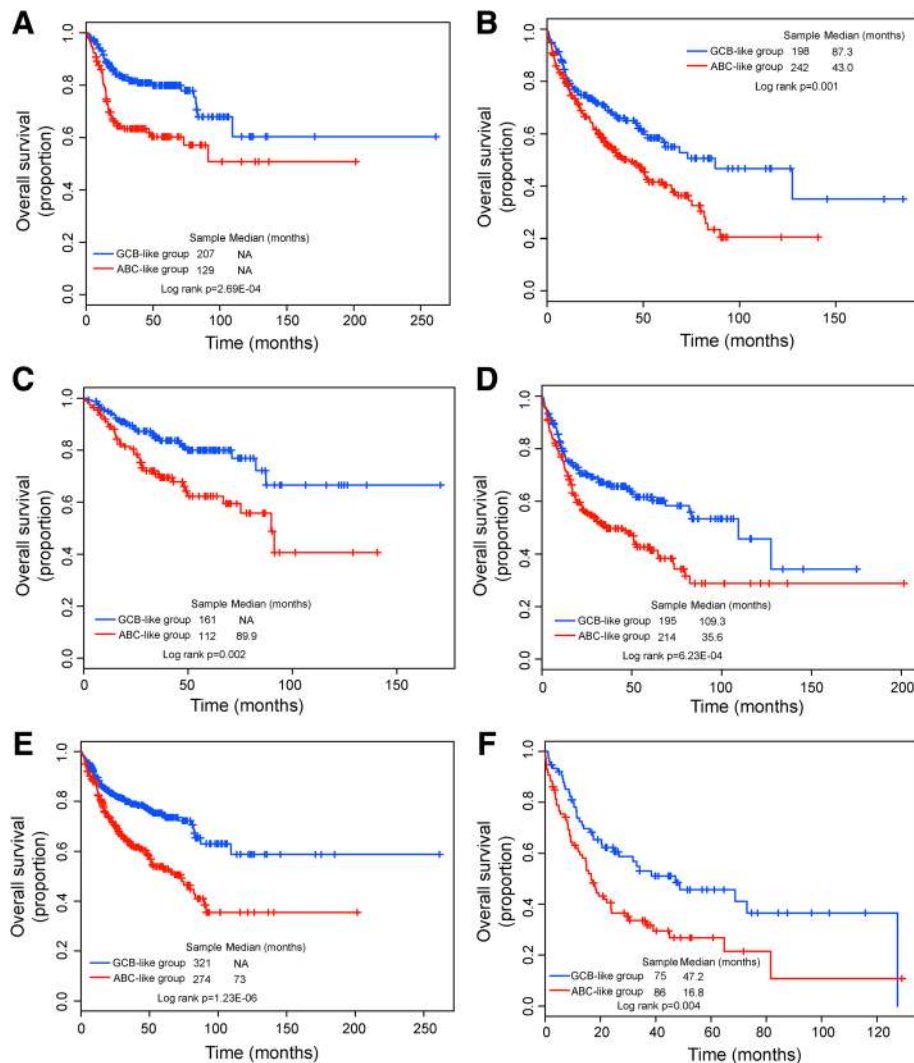 A
Overall survival
(proportion)
1.0
0.8
0.6
0.4
0.2
0.0
Sample Median (months)
GCB-like group 207 NA
ABC-like group 129 NA
Log rank p=2.69E-04
0 50 100 150 200 250
Time (months)
B
Overall survival
(proportion)
1.0
0.8
0.6
0.4
0.2
0.0
Sample Median (months)
GCB-like group 198 87.3
ABC-like group 242 43.0
Log rank p=0.001
0 50 100 150
Time (months)
C
Overall survival
(proportion)
1.0
0.8
0.6
0.4
0.2
0.0
Sample Median (months)
GCB-like group 161 NA
ABC-like group 112 89.9
Log rank p=0.002
0 50 100 150
Time (months)
D
Overall survival
(proportion)
1.0
0.8
0.6
0.4
0.2
0.0
Sample Median (months)
GCB-like group 195 109.3
ABC-like group 214 35.6
Log rank p=6.23E-04
0 50 100 150 200
Time (months)
E
Overall survival
(proportion)
1.0
0.8
0.6
0.4
0.2
0.0
Sample Median (months)
GCB-like group 321 NA
ABC-like group 274 73
Log rank p=1.23E-06
0 50 100 150 200 250
Time (months)
F
Overall survival
(proportion)
1.0
0.8
0.6
0.4
0.2
0.0
Sample Median (months)
GCB-like group 75 47.2
ABC-like group 86 16.8
Log rank p=0.004
0 20 40 60 80 100 120
Time (months)